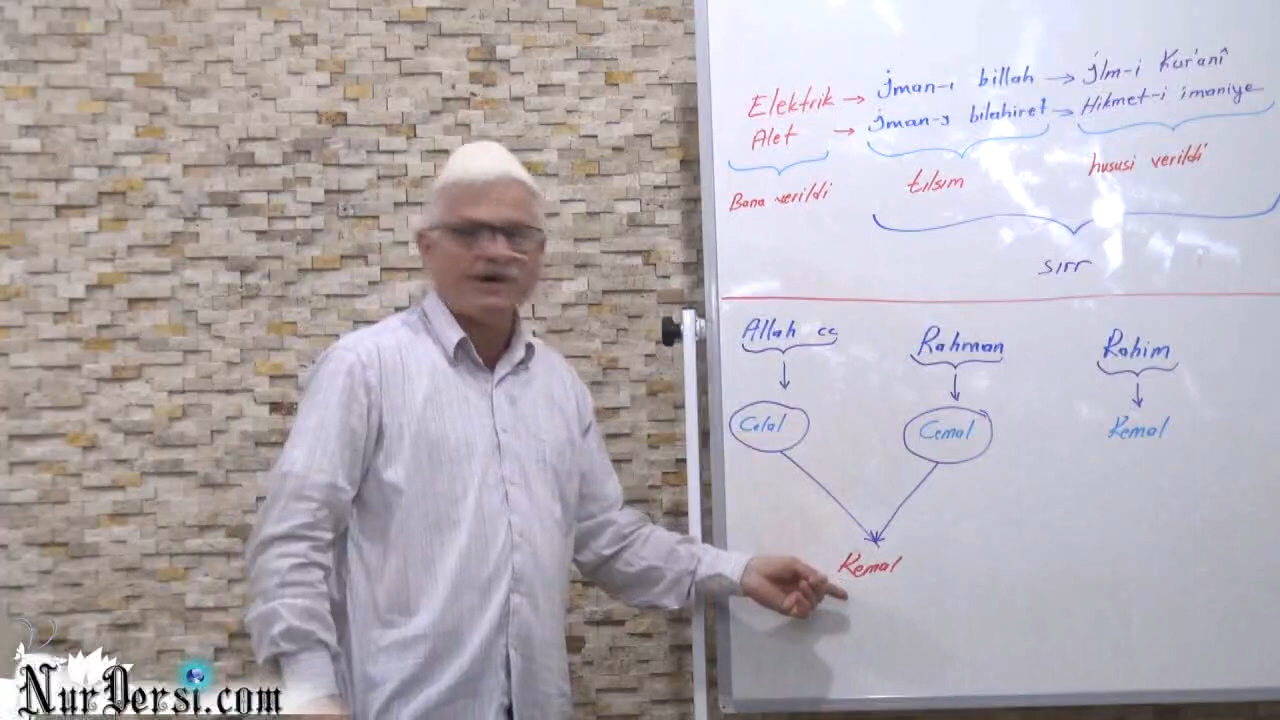 Elektrik → İman-ı billah → İlm-i Kur'anî
Alet → İman-ı bilahiret → Hikmet-i imaniye
Bana verildi tılsım hususi verildi
sırr
Allah cc Rahman Rahim
Celal Cemal Kemal
Kemal
NurDersi.com